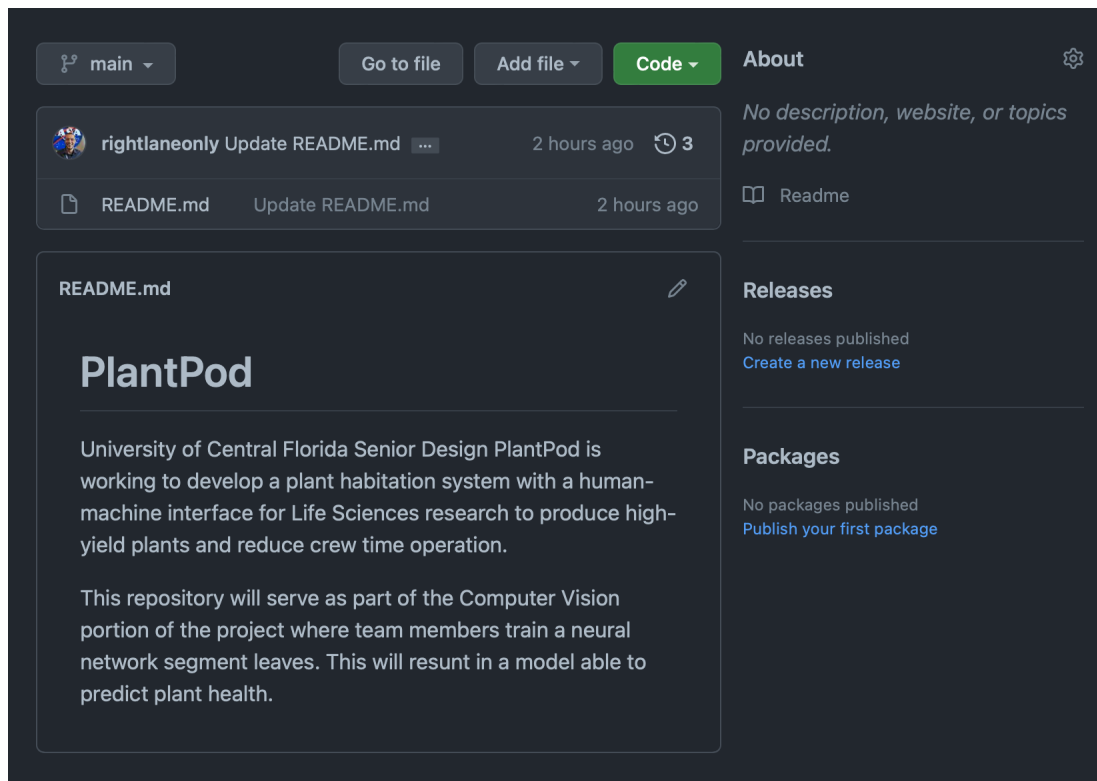 main
Go to file
Add file
Code
About
No description, website, or topics
provided.
rightlaneonly Update README.md ...
2 hours ago
3
README.md
Update README.md
2 hours ago
Readme
README.md
PlantPod
University of Central Florida Senior Design PlantPod is
working to develop a plant habitation system with a human-
machine interface for Life Sciences research to produce high-
yield plants and reduce crew time operation.
This repository will serve as part of the Computer Vision
portion of the project where team members train a neural
network segment leaves. This will resunt in a model able to
predict plant health.
Releases
No releases published
Create a new release
Packages
No packages published
Publish your first package